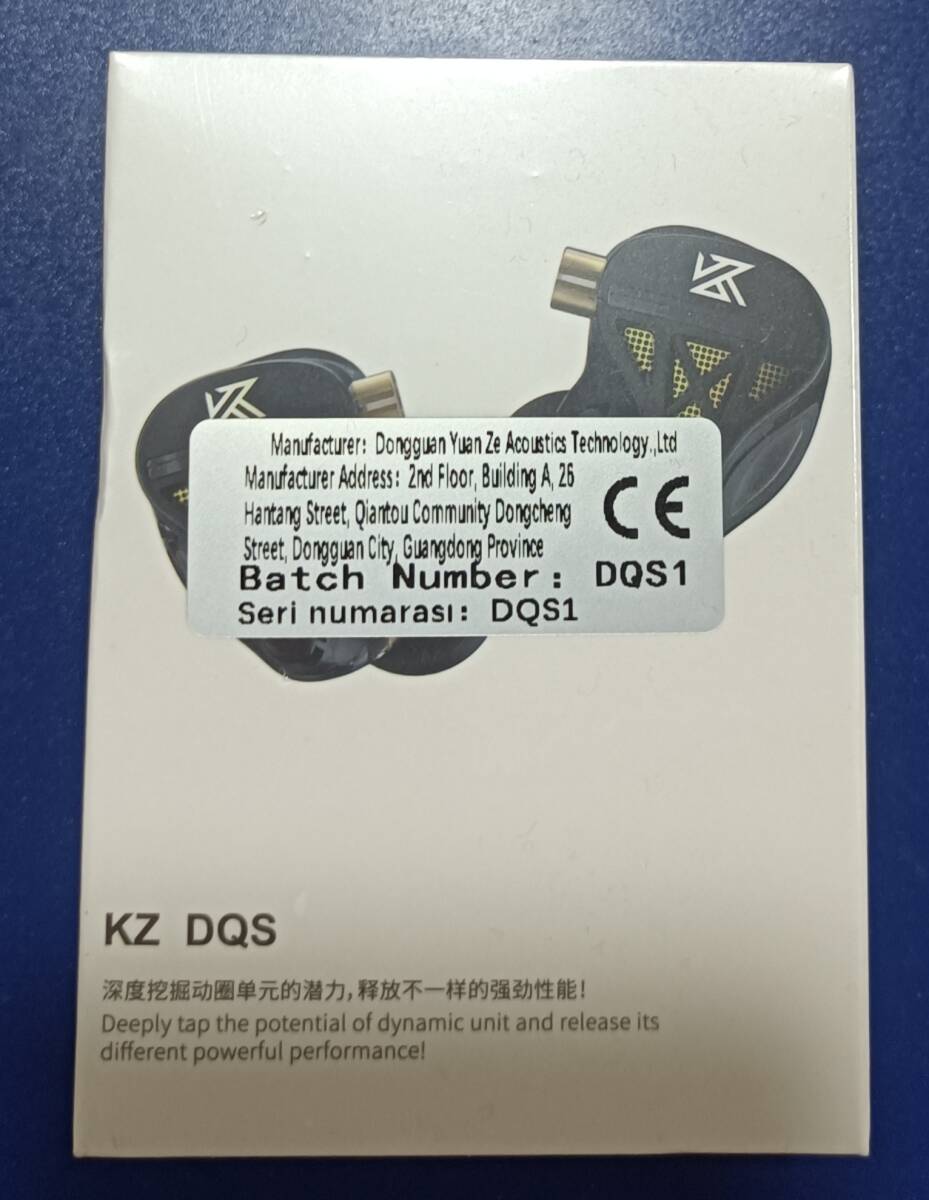 KZ
KZ
Manufacturer: Dongguan Yuan Ze Acoustics Technology.,Ltd
Manufacturer Address: 2nd Floor, Building A, 26
Hantang Street, Qiantou Community Dongcheng
Street, Dongguan City, Guangdong Province
CE
Batch Number: DQS1
Seri numarası: DQS1
KZ DQS
深度挖掘动圈单元的潜力,释放不一样的强劲性能!
Deeply tap the potential of dynamic unit and release its
different powerful performance!